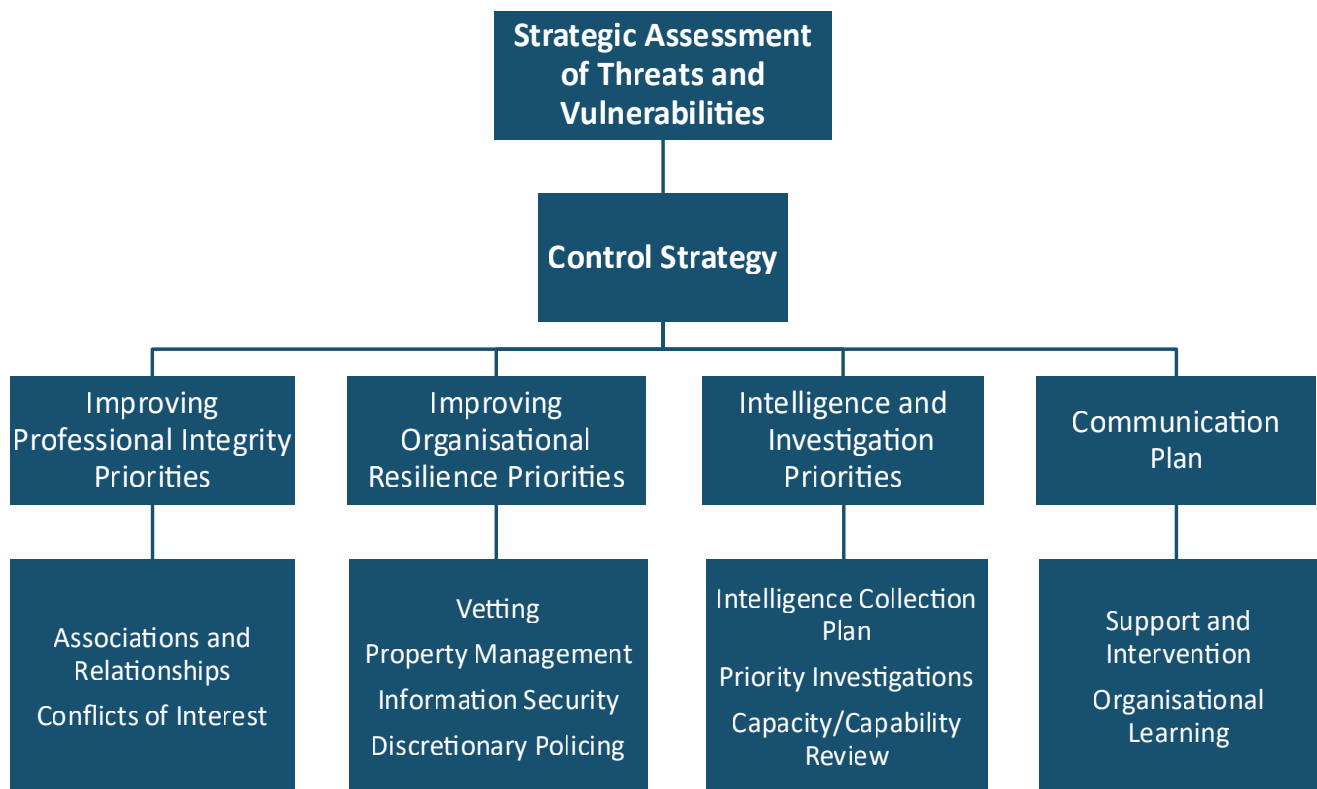 Strategic Assessment
of Threats and
Vulnerabilities
Control Strategy
Improving
Professional Integrity
Priorities
Improving
Organisational
Resilience Priorities
Intelligence and
Investigation
Priorities
Communication
Plan
Associations and
Relationships
Conflicts of Interest
Vetting
Property Management
Information Security
Discretionary Policing
Intelligence Collection
Plan
Priority Investigations
Capacity/Capability
Review
Support and
Intervention
Organisational
Learning